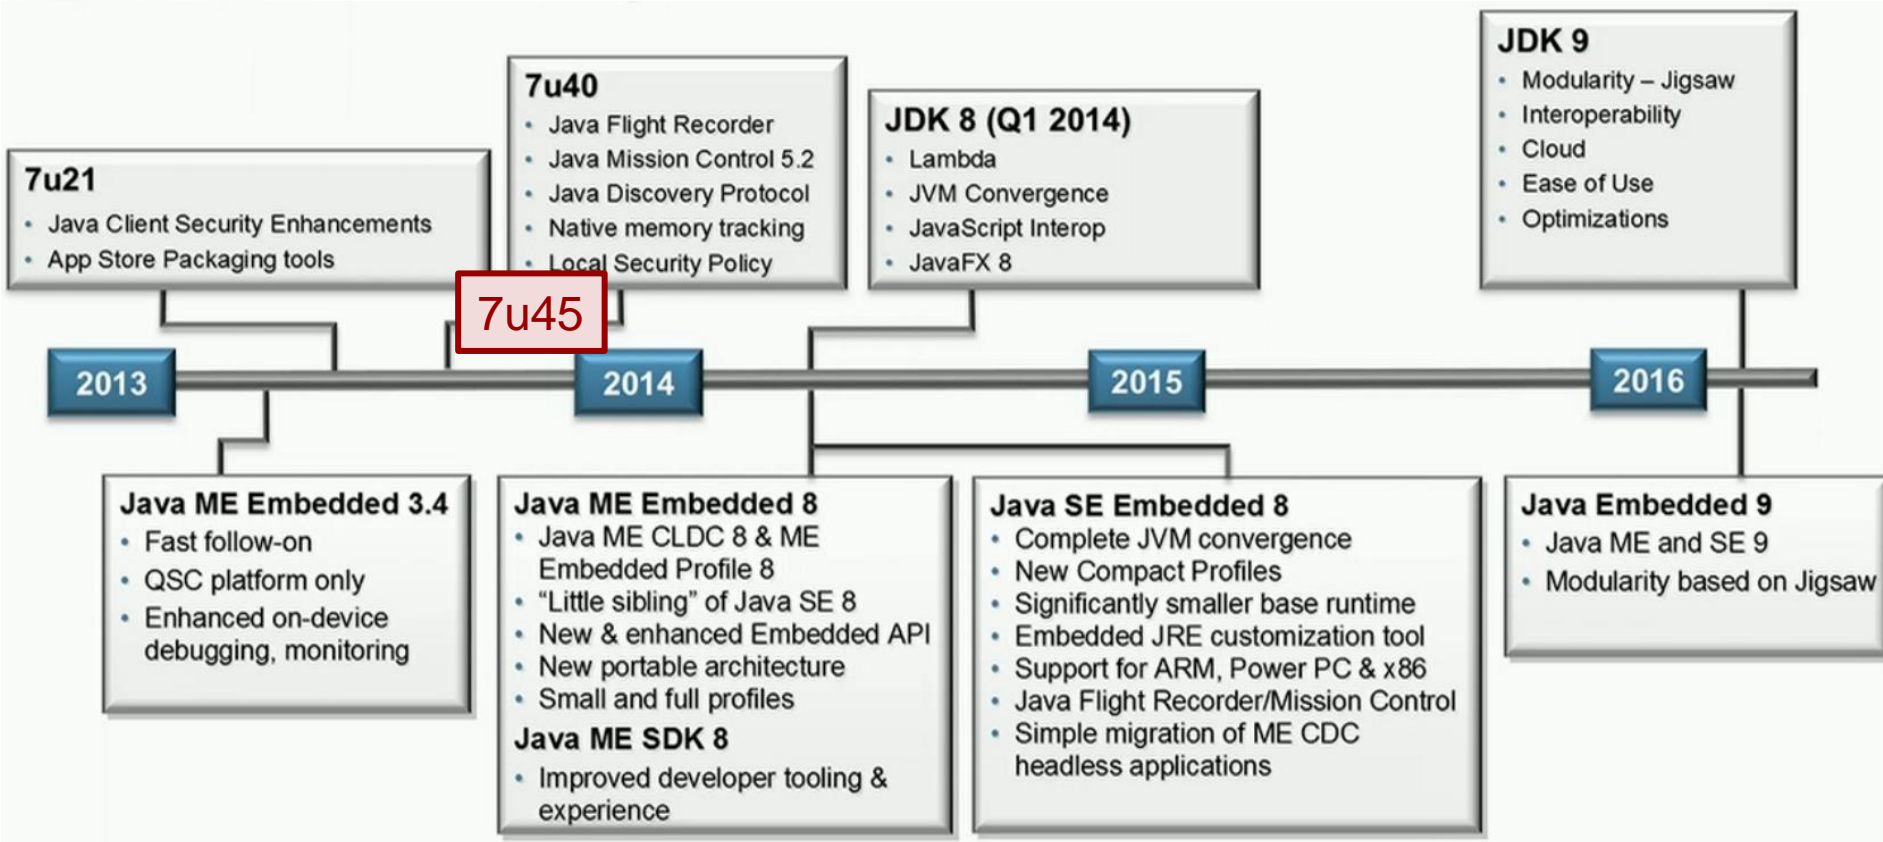 7u21
• Java Client Security Enhancements
• App Store Packaging tools
7u40
• Java Flight Recorder
• Java Mission Control 5.2
• Java Discovery Protocol
• Native memory tracking
• Local Security Policy
7u45
JDK 8 (Q1 2014)
• Lambda
• JVM Convergence
• JavaScript Interop
• JavaFX 8
JDK 9
• Modularity – Jigsaw
• Interoperability
• Cloud
• Ease of Use
• Optimizations
2013
2014
2015
2016
Java ME Embedded 3.4
• Fast follow-on
• QSC platform only
• Enhanced on-device
debugging, monitoring
Java ME Embedded 8
• Java ME CLDC 8 & ME
Embedded Profile 8
• “Little sibling” of Java SE 8
• New & enhanced Embedded API
• New portable architecture
• Small and full profiles
Java ME SDK 8
• Improved developer tooling &
experience
Java SE Embedded 8
• Complete JVM convergence
• New Compact Profiles
• Significantly smaller base runtime
• Embedded JRE customization tool
• Support for ARM, Power PC & x86
• Java Flight Recorder/Mission Control
• Simple migration of ME CDC
headless applications
Java Embedded 9
• Java ME and SE 9
• Modularity based on Jigsaw